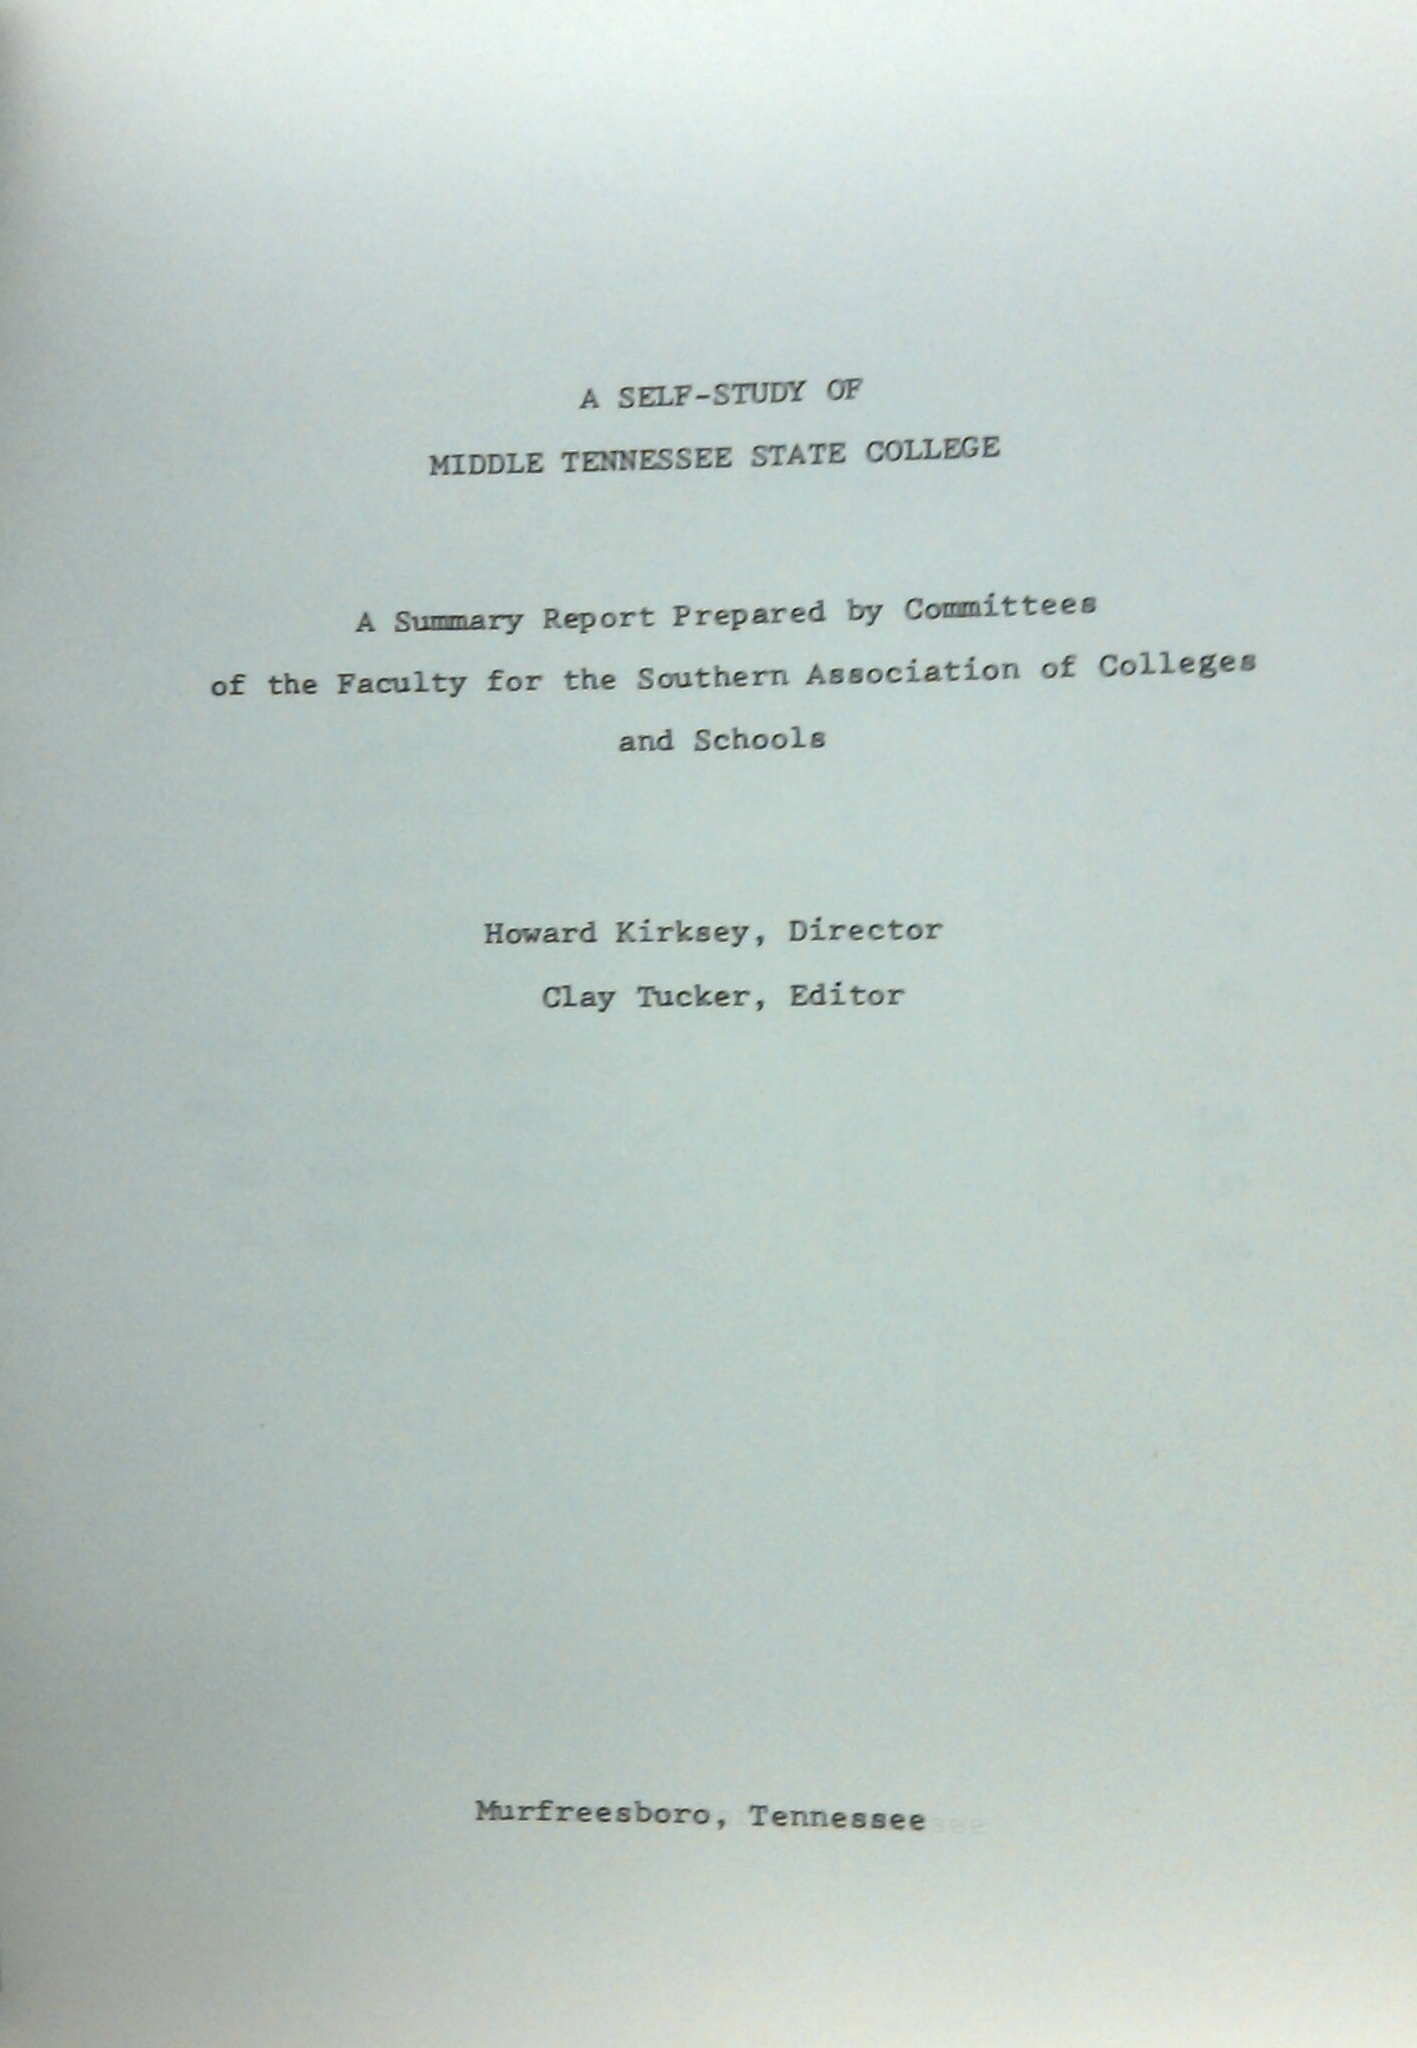 A SELF-STUDY OF
MIDDLE TENNESSEE STATE COLLEGE
A Summary Report Prepared by Committees
of the Faculty for the Southern Association of Colleges
and Schools
Howard Kirksey, Director
Clay Tucker, Editor
Murfreesboro, Tennessee